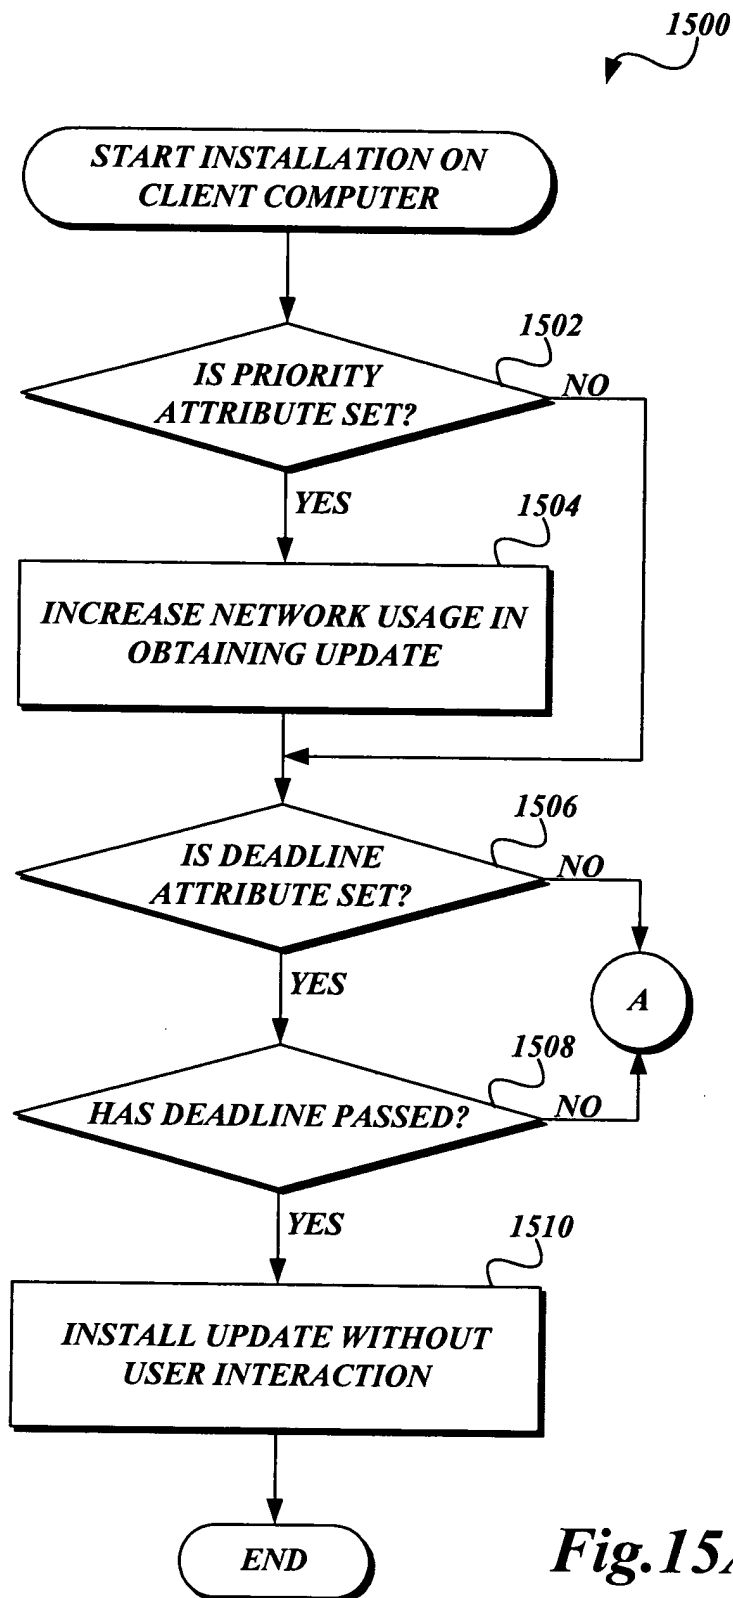 1500
START INSTALLATION ON
CLIENT COMPUTER
1502
IS PRIORITY
ATTRIBUTE SET?
NO
YES
1504
INCREASE NETWORK USAGE IN
OBTAINING UPDATE
1506
IS DEADLINE
ATTRIBUTE SET?
NO
YES
A
1508
HAS DEADLINE PASSED?
NO
YES
1510
INSTALL UPDATE WITHOUT
USER INTERACTION
END
Fig.15A